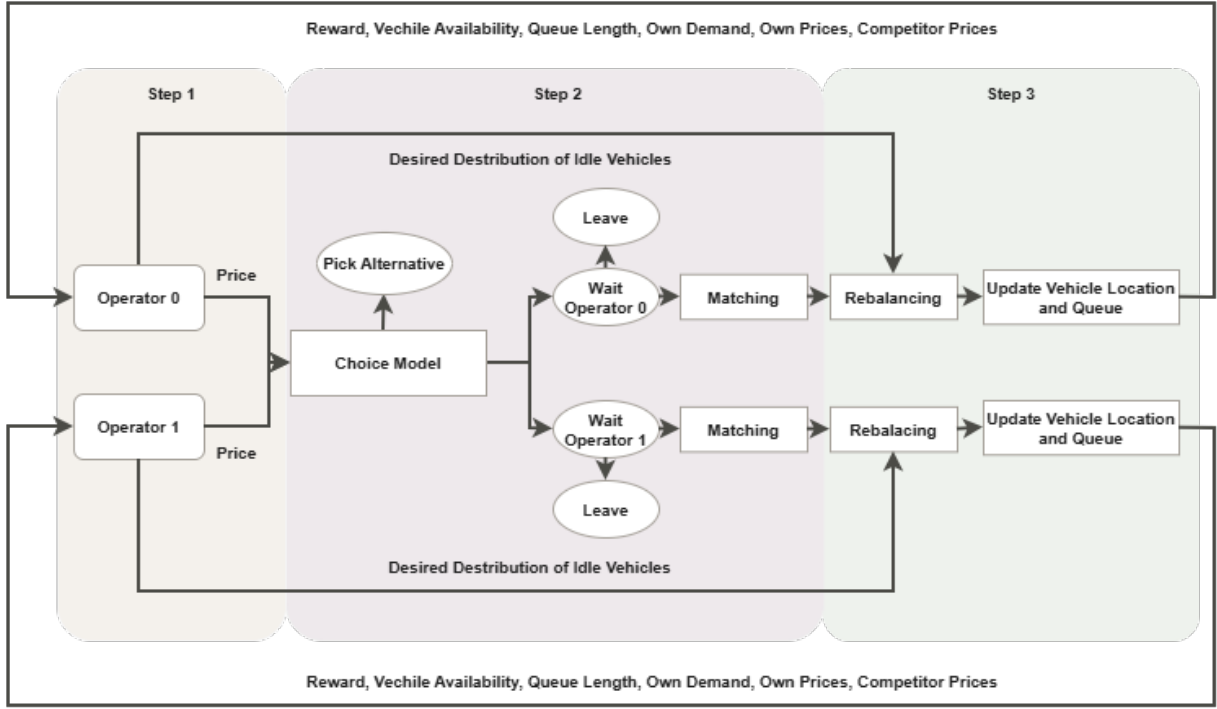 Reward, Vechile Availability, Queue Length, Own Demand, Own Prices, Competitor Prices
Step 1
Step 2
Step 3
Desired Destribution of Idle Vehicles
Leave
Pick Alternative
Price
Operator 0
Wait
Operator 0
Matching
Rebalancing
Update Vehicle Location
and Queue
Choice Model
Operator 1
Price
Wait
Operator 1
Matching
Rebalacing
Update Vehicle Location
and Queue
Leave
Desired Destribution of Idle Vehicles
Reward, Vechile Availability, Queue Length, Own Demand, Own Prices, Competitor Prices